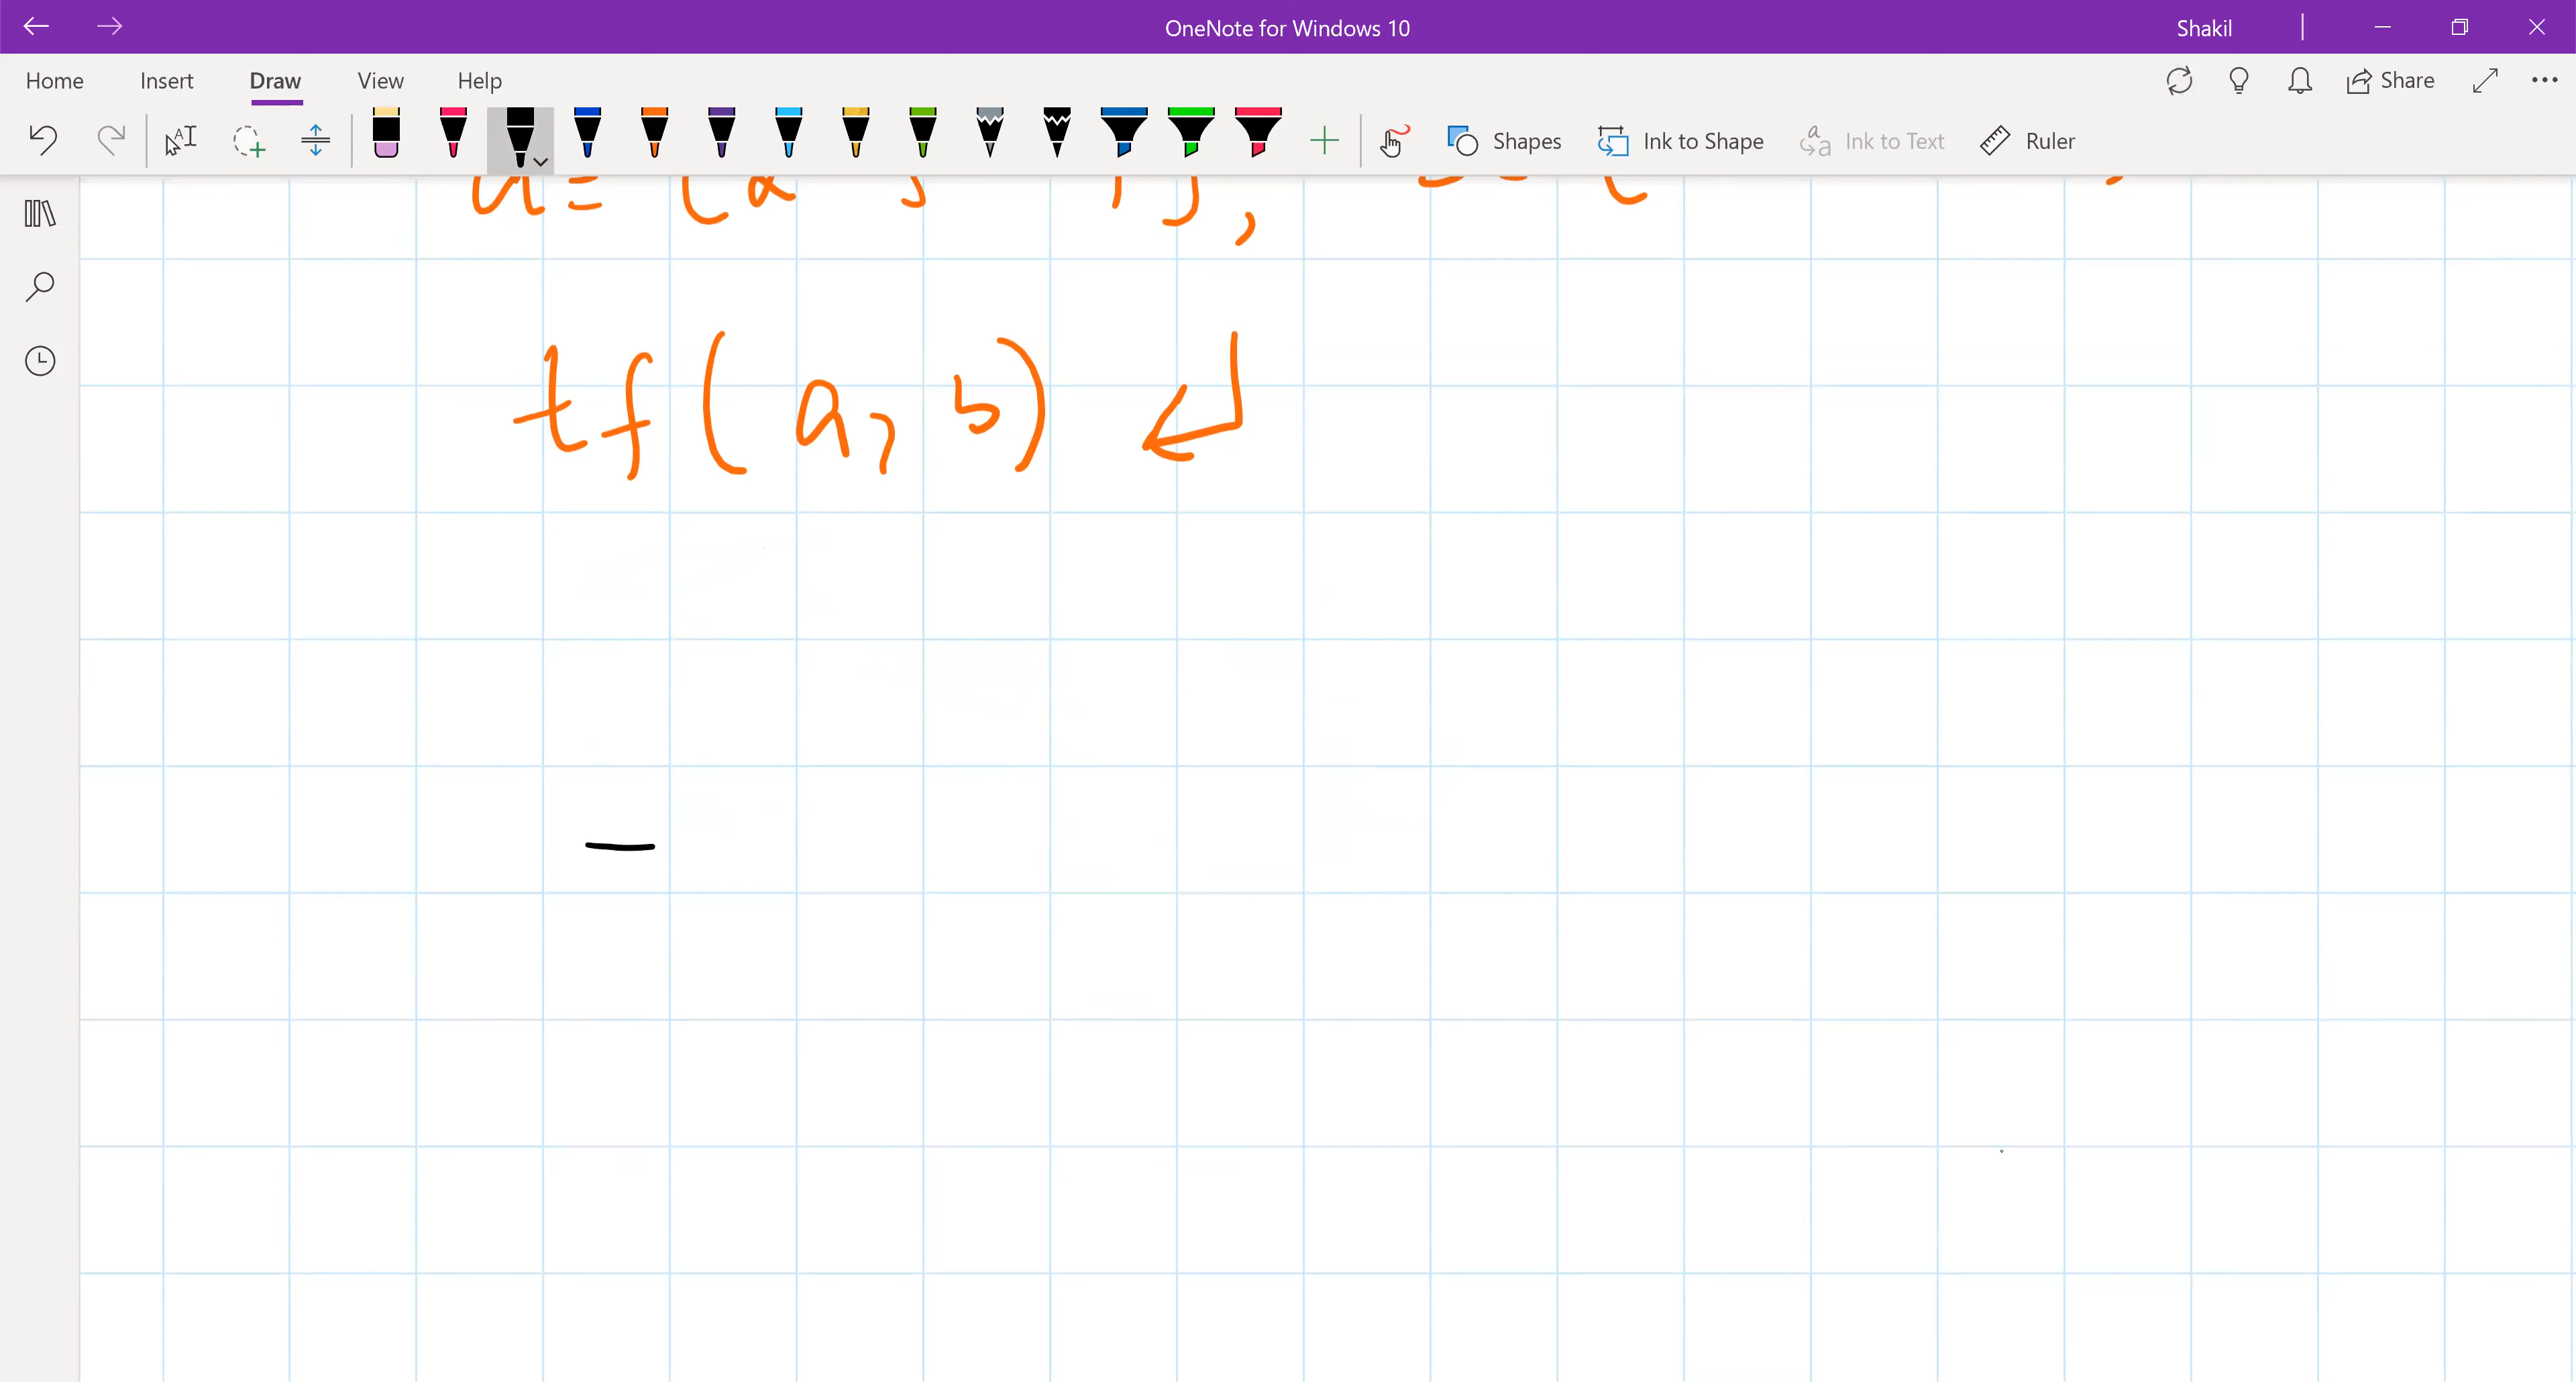 OneNote for Windows 10 Shakil
Home Insert Draw View Help Share
Shapes Ink to Shape Ink to Text Ruler
tf(a, b)